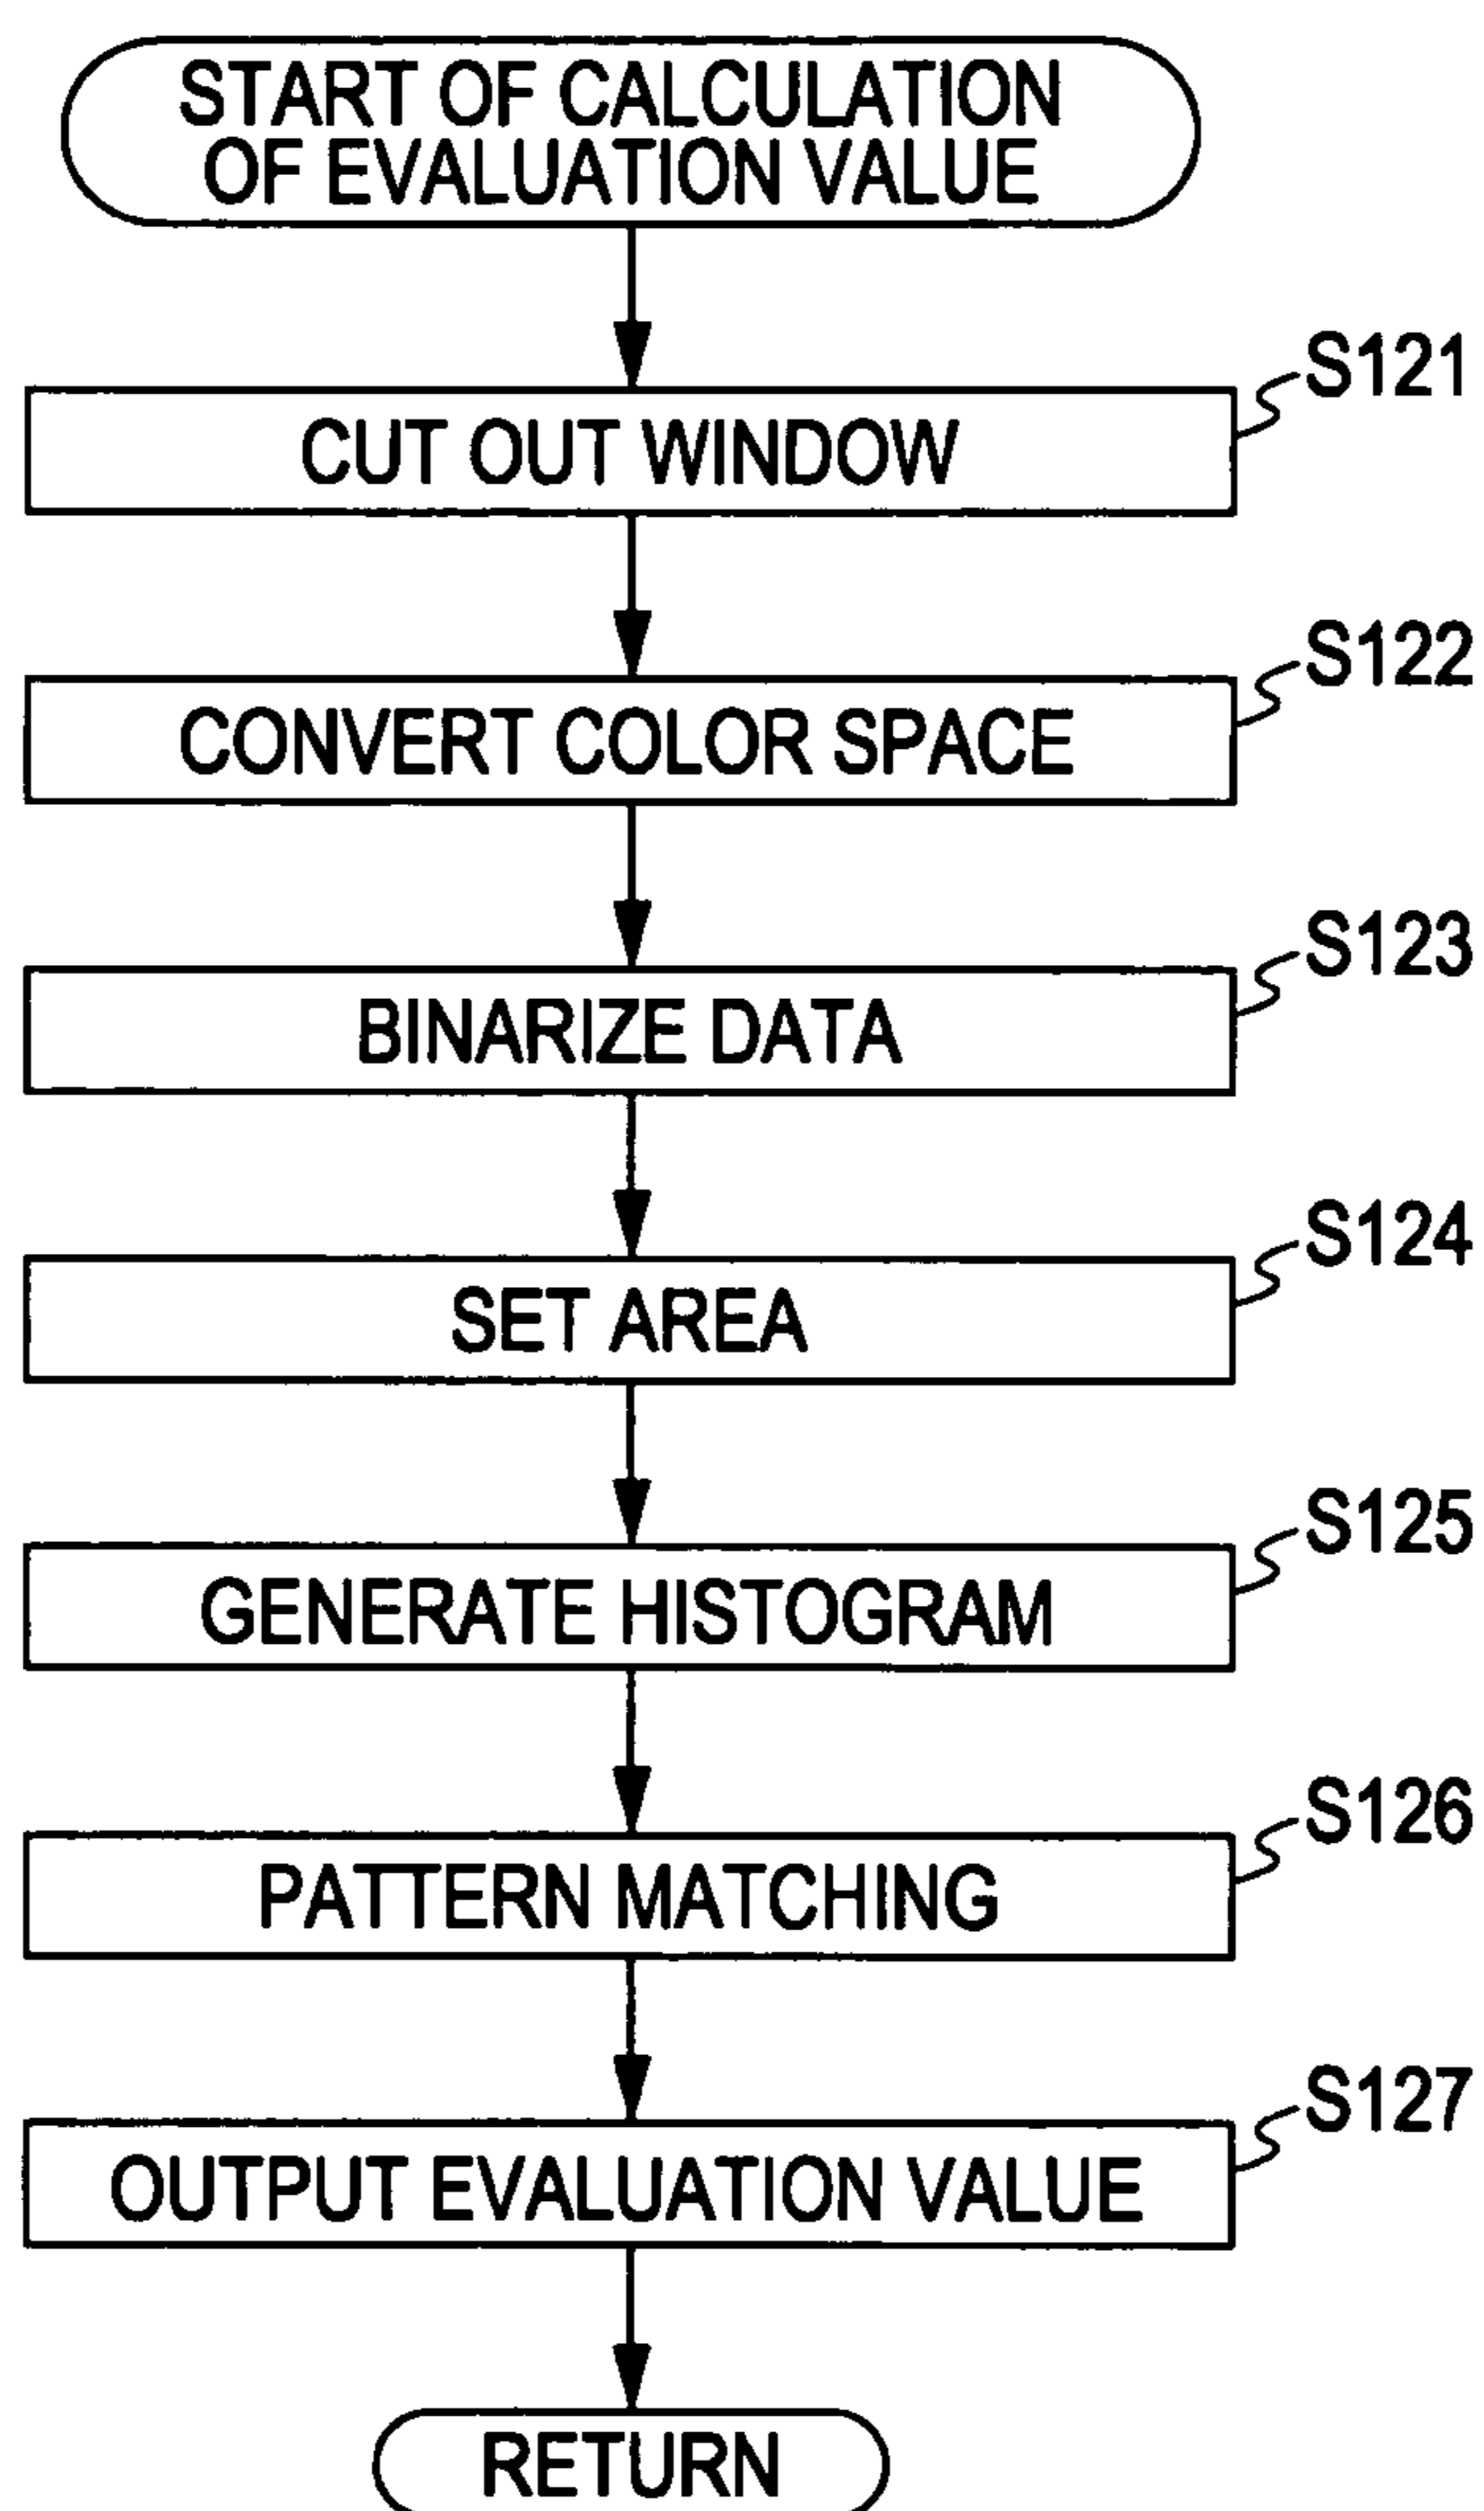 START OF CALCULATION
OF EVALUATION VALUE
S121
CUT OUT WINDOW
S122
CONVERT COLOR SPACE
S123
BINARIZE DATA
S124
SET AREA
S125
GENERATE HISTOGRAM
S126
PATTERN MATCHING
S127
OUTPUT EVALUATION VALUE
RETURN